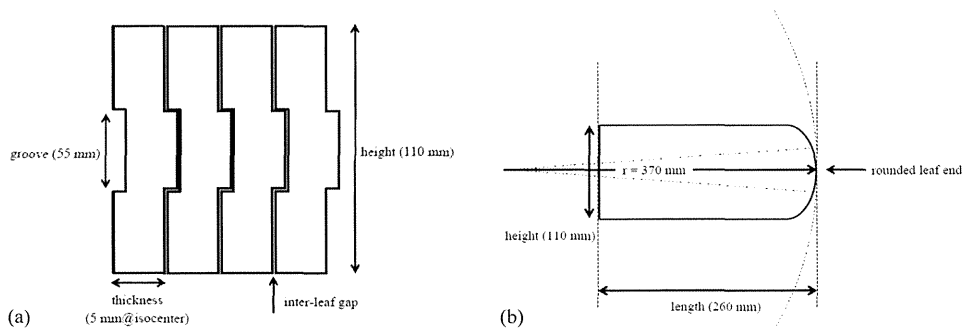 groove (55 mm)
height (110 mm)
thickness
(5 mm@isocenter)
inter-leaf gap
(a)
r = 370 mm
rounded leaf end
height (110 mm)
length (260 mm)
(b)